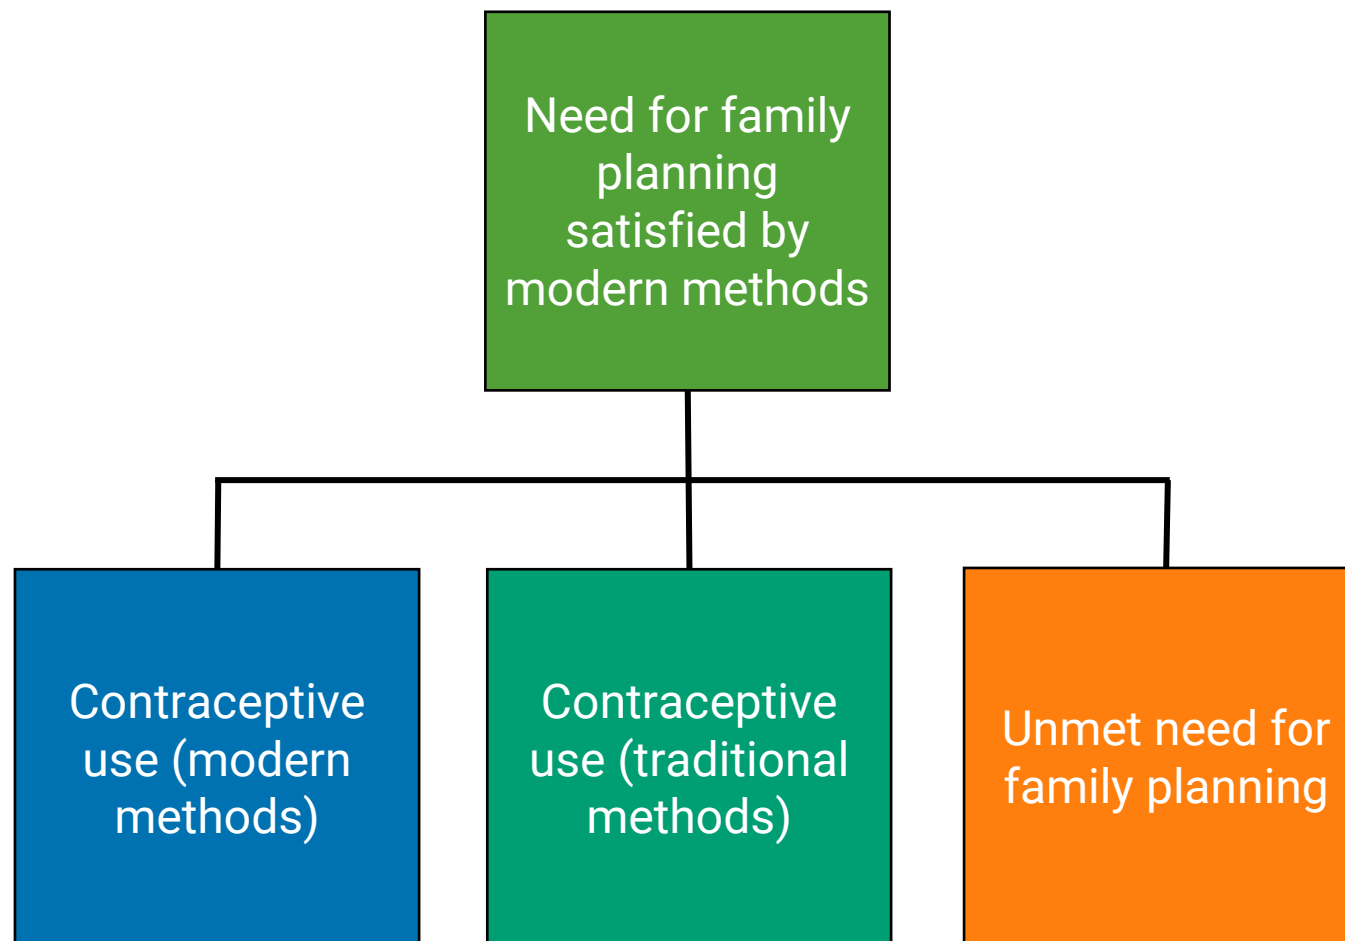 Need for family
planning
satisfied by
modern methods
Contraceptive
use (modern
methods)
Contraceptive
use (traditional
methods)
Unmet need for
family planning